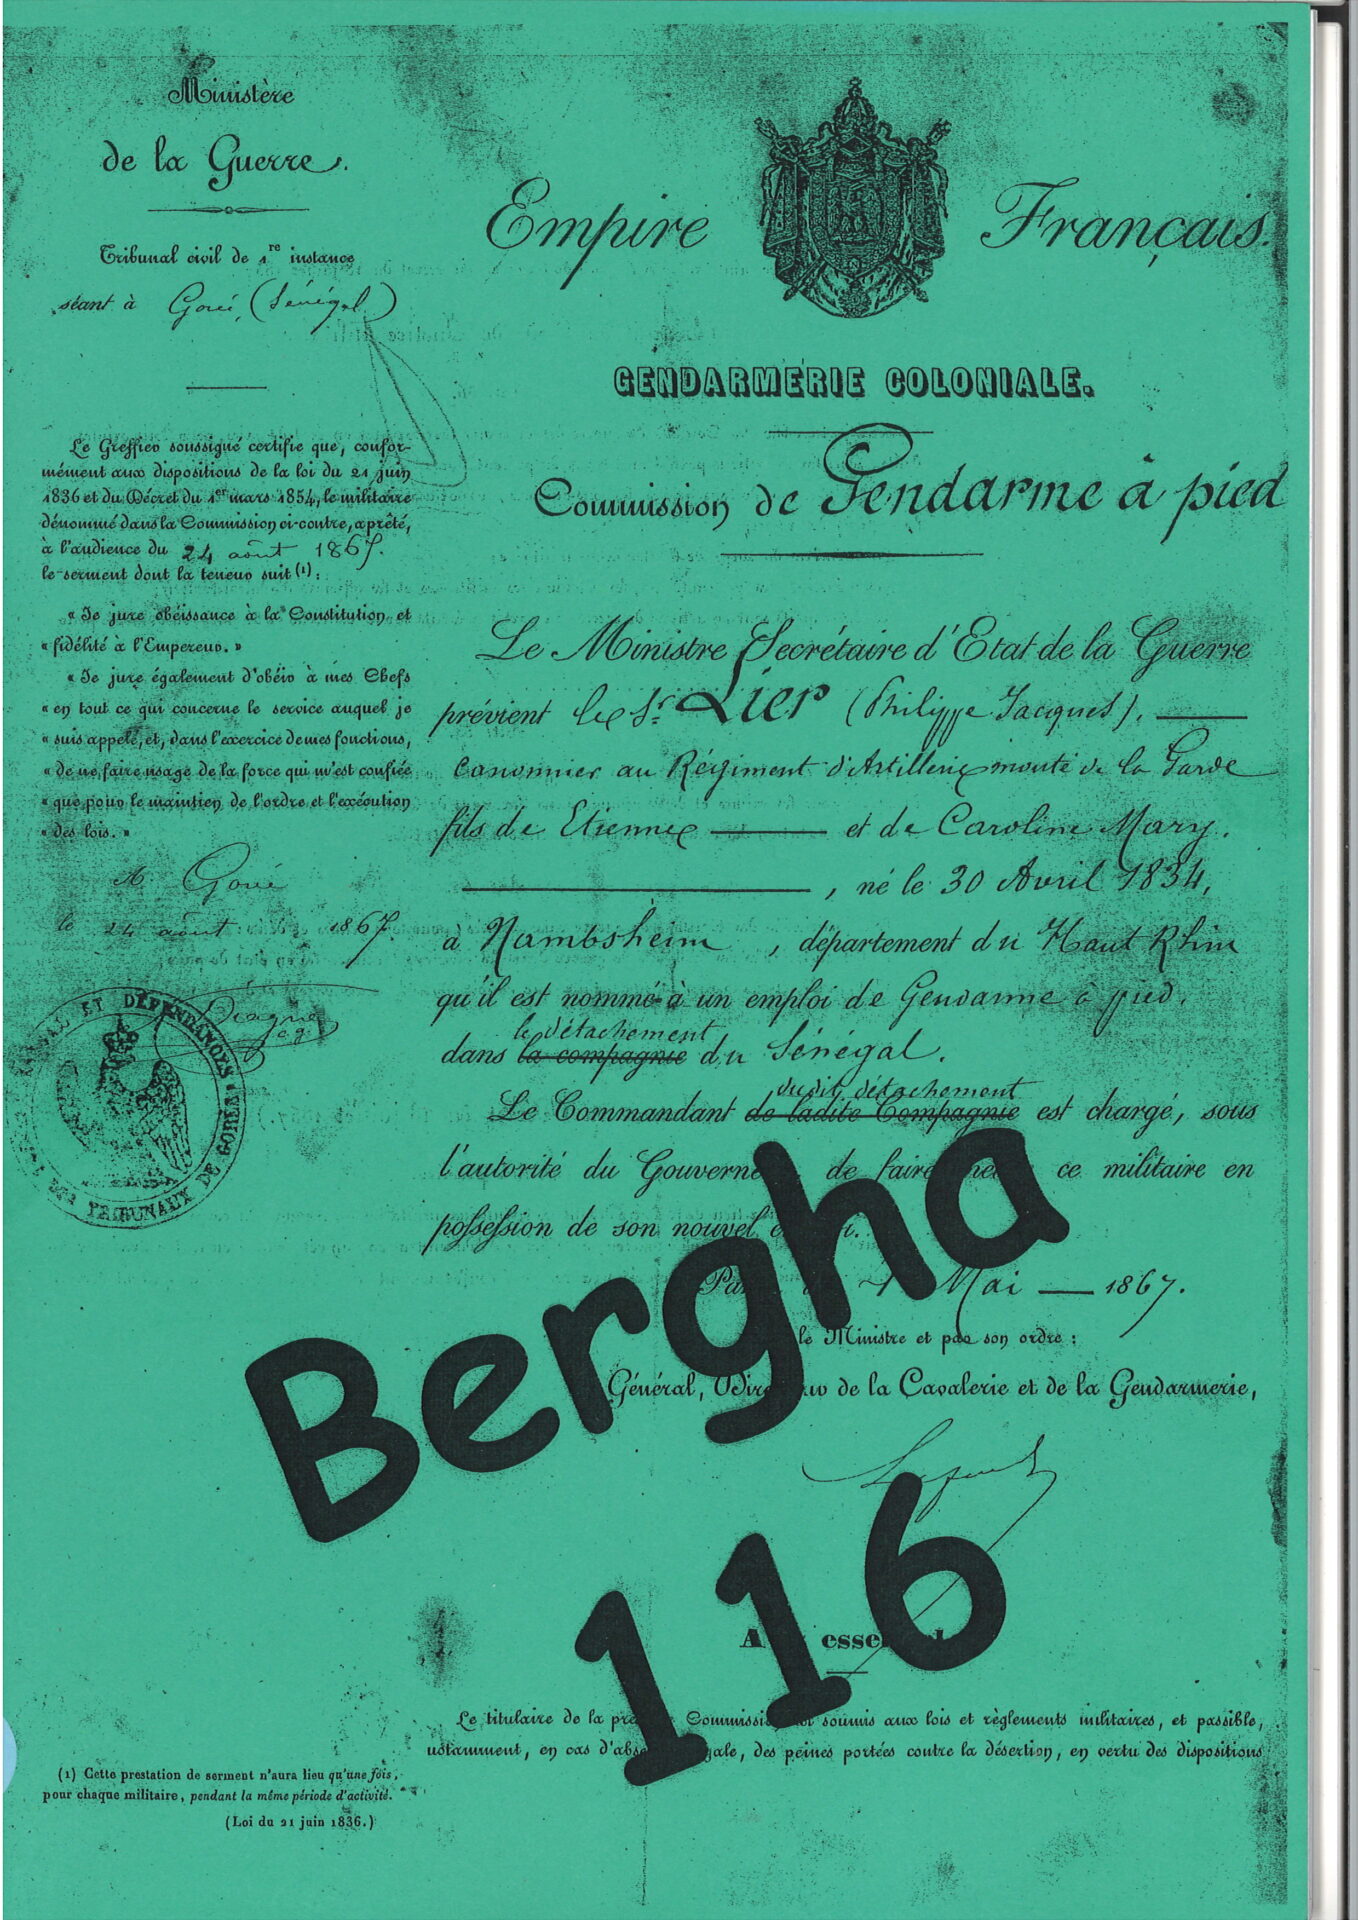 Ministère
de la Guerre.
Tribunal civil de 1re instance
séant à Gorée, (Sénégal)
Le Greffier soussigné certifie que, confor-
mément aux dispositions de la loi du 21 juin
1836 et du Décret du 1er mars 1854, le militaire
dénommé dans la Commission ci-contre, a prêté,
à l'audience du 24 août 1867.
le serment dont la teneur suit (1) :
« Je jure obéissance à la Constitution et
« fidélité à l'Empereur. »
« Je jure également d'obéir à mes Chefs
« en tout ce qui concerne le service auquel je
« suis appelé, et, dans l'exercice de mes fonctions,
« de ne faire usage de la force qui m'est confiée
« que pour le maintien de l'ordre et l'exécution
« des lois. »
A Gorée
le 24 août 1867.
ET DÉPENDANCES
TRIBUNAUX DE GORÉE
(1) Cette prestation de serment n'aura lieu qu'une fois,
pour chaque militaire, pendant la même période d'activité.
(Loi du 21 juin 1836.)
Empire Français.
GENDARMERIE COLONIALE.
Commission de Gendarme à pied
Le Ministre Secrétaire d'Etat de la Guerre
prévient le Sr Lier (Philippe Jacques).
canonnier au Régiment d'Artillerie monté de la Garde
fils de Etienne et de Caroline Mary.
, né le 30 Avril 1834,
à Nambsheim, département du Haut Rhin
qu'il est nommé à un emploi de Gendarme à pied.
le détachement
dans la compagnie du Sénégal.
dudit détachement
Le Commandant de ladite Compagnie est chargé, sous
l'autorité du Gouverne de faire ce militaire en
possession de son nouvel
Mai 1867.
le Ministre et par son ordre :
Général, Directeur de la Cavalerie et de la Gendarmerie,
Bergha
116
Le titulaire de la Commission soumis aux lois et règlements militaires, et passible,
notamment, en cas d' des peines portées contre la désertion, en vertu des dispositions